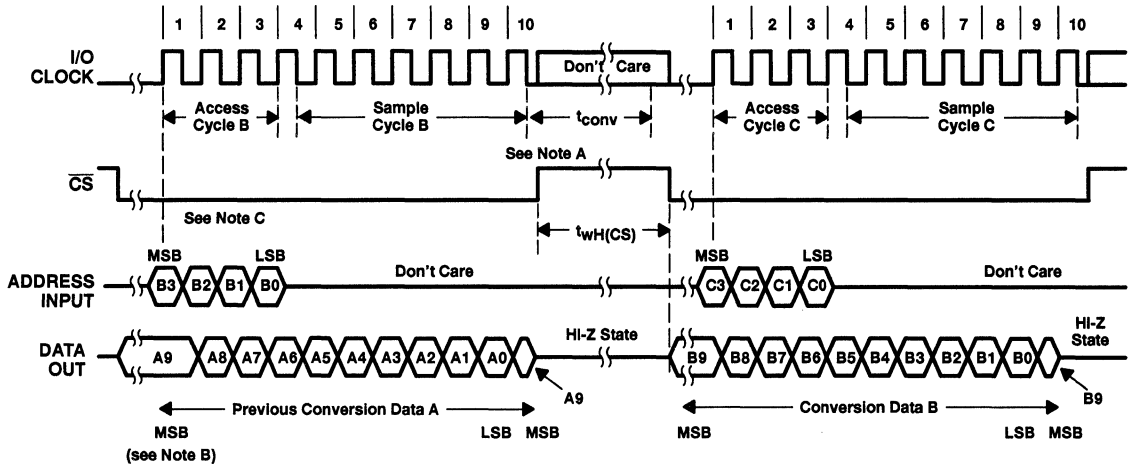 1 2 3 4 5 6 7 8 9 10 1 2 3 4 5 6 7 8 9 10
I/O
CLOCK
Don't Care
Access
Cycle B
Sample
Cycle B
tconv
Access
Cycle C
Sample
Cycle C
See Note A
CS
See Note C
twH(CS)
MSB LSB MSB LSB
ADDRESS
INPUT
B3 B2 B1 B0 Don't Care C3 C2 C1 C0 Don't Care
HI-Z State
HI-Z
State
DATA
OUT
A9 A8 A7 A6 A5 A4 A3 A2 A1 A0 B9 B8 B7 B6 B5 B4 B3 B2 B1 B0
A9 B9
Previous Conversion Data A Conversion Data B
MSB LSB MSB MSB LSB MSB
(see Note B)